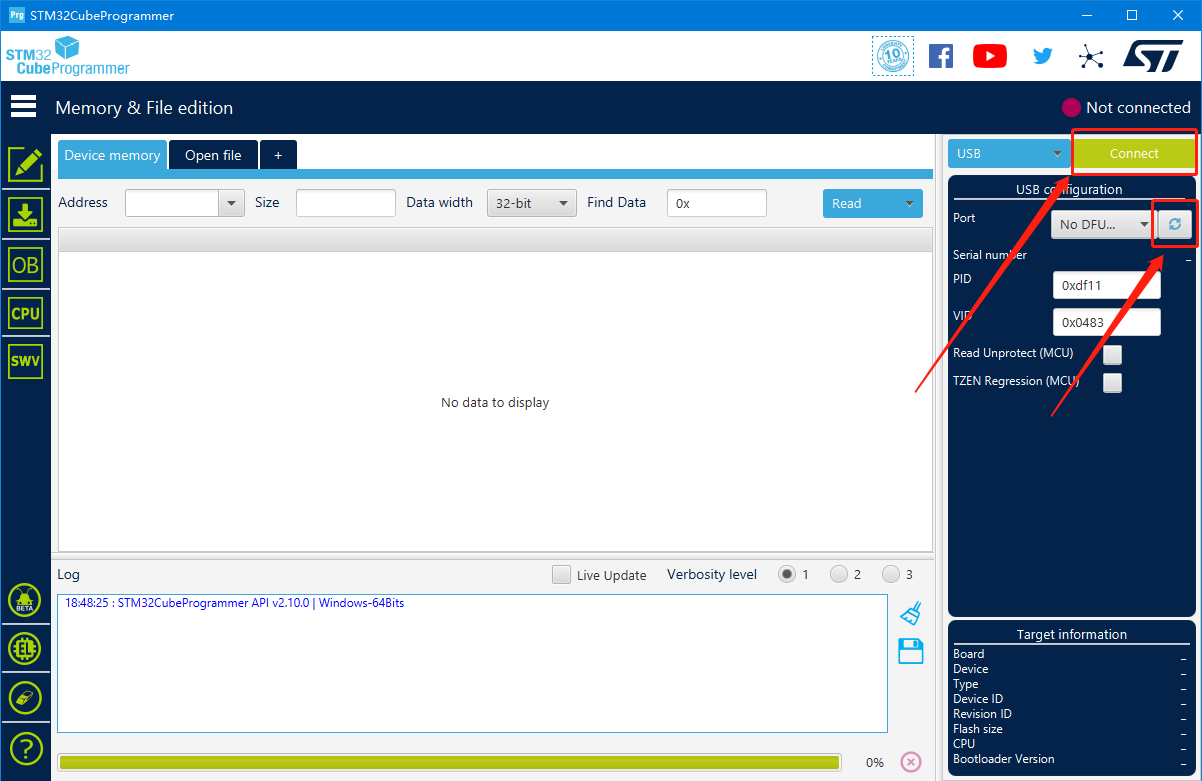 Prg STM32CubeProgrammer
STM32
CubeProgrammer
10
YEARS
Memory & File edition
Not connected
Device memory
Open file
+
USB
Connect
Address
Size
Data width
32-bit
Find Data
0x
Read
USB configuration
Port
No DFU...
Serial number
_
PID
0xdf11
VID
0x0483
Read Unprotect (MCU)
TZEN Regression (MCU)
OB
CPU
SWV
No data to display
Log
Live Update
Verbosity level
1
2
3
18:48:25 : STM32CubeProgrammer API v2.10.0 | Windows-64Bits
BETA
EL
?
Target information
Board _
Device _
Type _
Device ID _
Revision ID _
Flash size _
CPU _
Bootloader Version _
0%